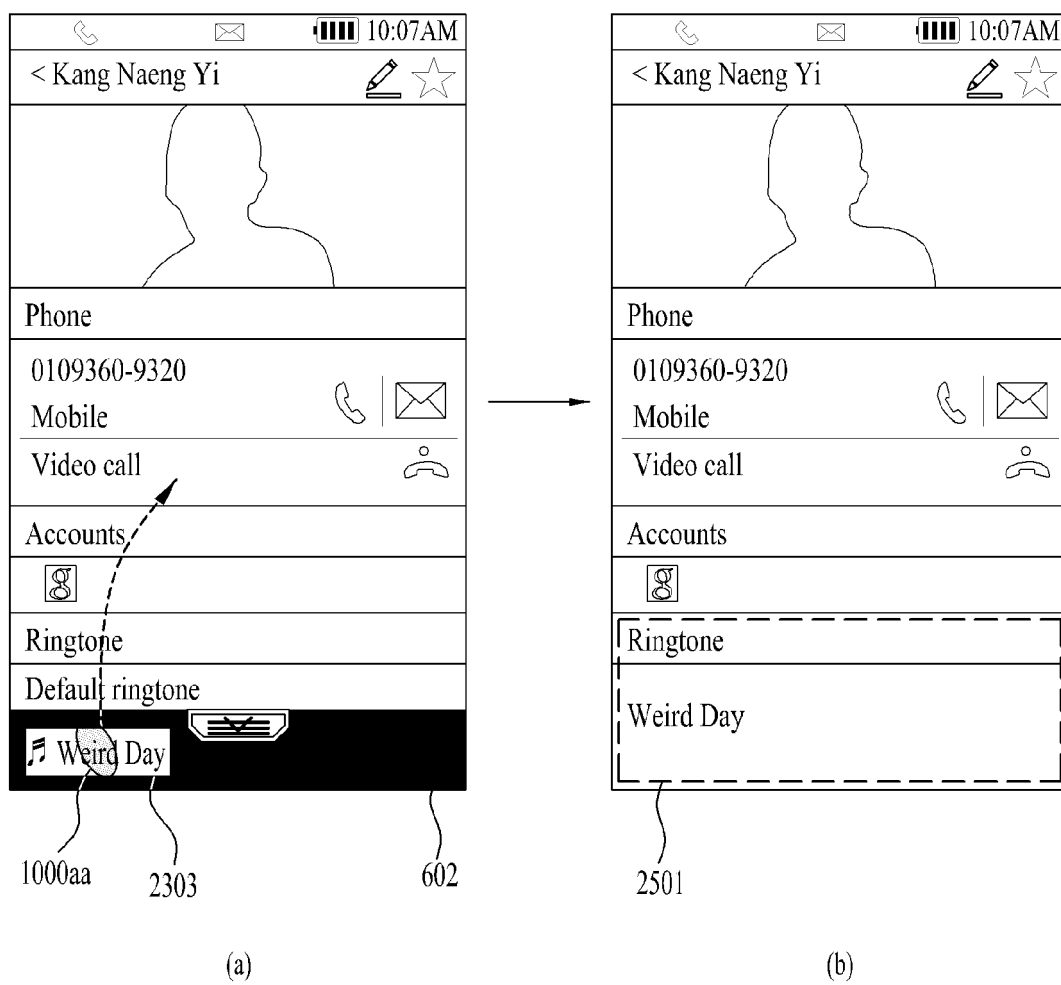 10:07AM
< Kang Naeng Yi
Phone
0109360-9320
Mobile
Video call
Accounts
g
Ringtone
Default ringtone
Weird Day
1000aa
2303
602
(a)
10:07AM
< Kang Naeng Yi
Phone
0109360-9320
Mobile
Video call
Accounts
g
Ringtone
Weird Day
2501
(b)